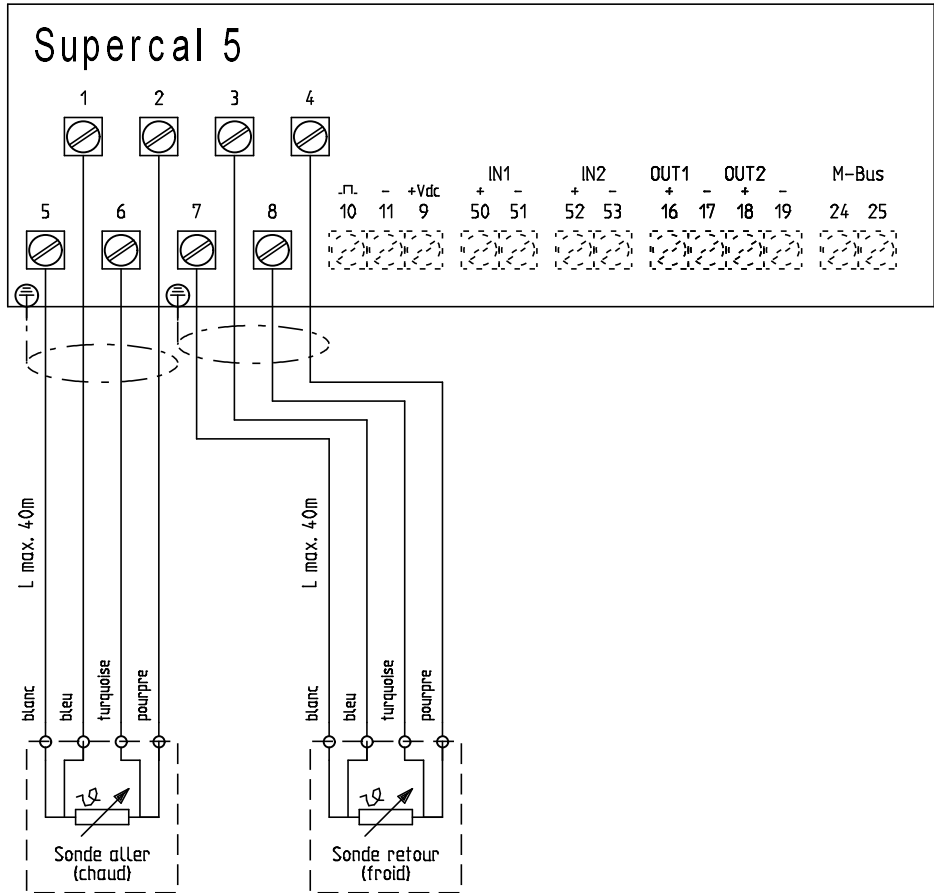 Supercal 5
1 2 3 4
IN1 IN2 OUT1 OUT2 M-Bus
- +Vdc + - + - + - + -
5 6 7 8 10 11 9 50 51 52 53 16 17 18 19 24 25
L max. 40m
L max. 40m
blanc
bleu
turquoise
pourpre
blanc
bleu
turquoise
pourpre
Sonde aller
(chaud)
Sonde retour
(froid)